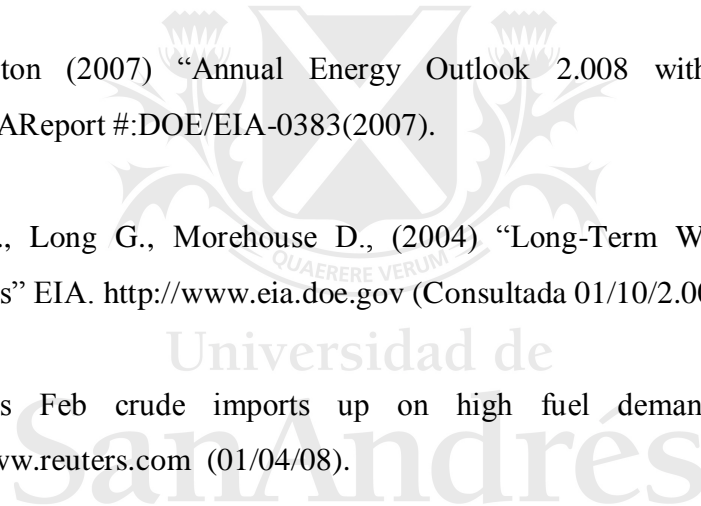 ton (2007) “Annual Energy Outlook 2.008 with
AReport #:DOE/EIA-0383(2007).
., Long G., Morehouse D., (2004) “Long-Term W
s” EIA. http://www.eia.doe.gov (Consultada 01/10/2.00
QUAERERE VERUM
Universidad de
s Feb crude imports up on high fuel deman
ww.reuters.com (01/04/08).
SanAndrés